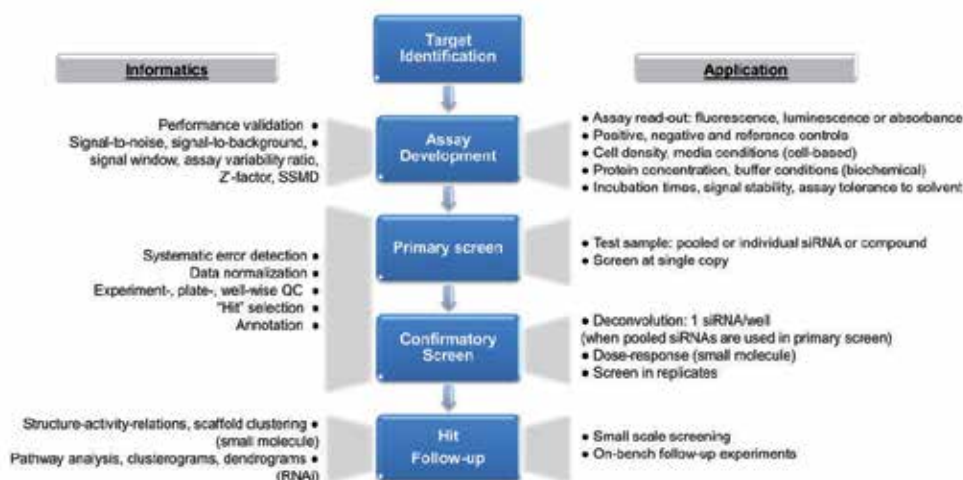 Target
Identification
Informatics
Application
Performance validation ●
Signal-to-noise, signal-to-background, ●
signal window, assay variability ratio,
Z'-factor, SSMD
Assay
Development
● Assay read-out: fluorescence, luminescence or absorbance
● Positive, negative and reference controls
● Cell density, media conditions (cell-based)
● Protein concentration, buffer conditions (biochemical)
● Incubation times, signal stability, assay tolerance to solvent
Systematic error detection ●
Data normalization ●
Experiment-, plate-, well-wise QC ●
"Hit" selection ●
Annotation ●
Primary screen
● Test sample: pooled or individual siRNA or compound
● Screen at single copy
Confirmatory
Screen
● Deconvolution: 1 siRNA/well
(when pooled siRNAs are used in primary screen)
● Dose-response (small molecule)
● Screen in replicates
Structure-activity-relations, scaffold clustering ●
(small molecule)
Pathway analysis, clusterograms, dendrograms ●
(RNAi)
Hit
Follow-up
● Small scale screening
● On-bench follow-up experiments